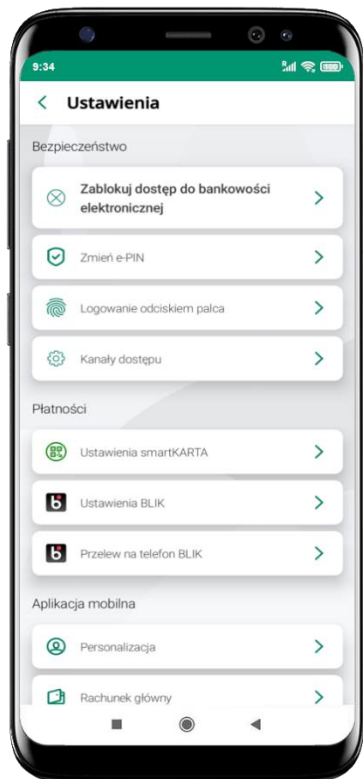 9:34
Ustawienia
Bezpieczeństwo
Zablokuj dostęp do bankowości
elektronicznej
Zmień e-PIN
Logowanie odciskiem palca
Kanały dostępu
Płatności
Ustawienia smartKARTA
Ustawienia BLIK
Przelew na telefon BLIK
Aplikacja mobilna
Personalizacja
Rachunek główny